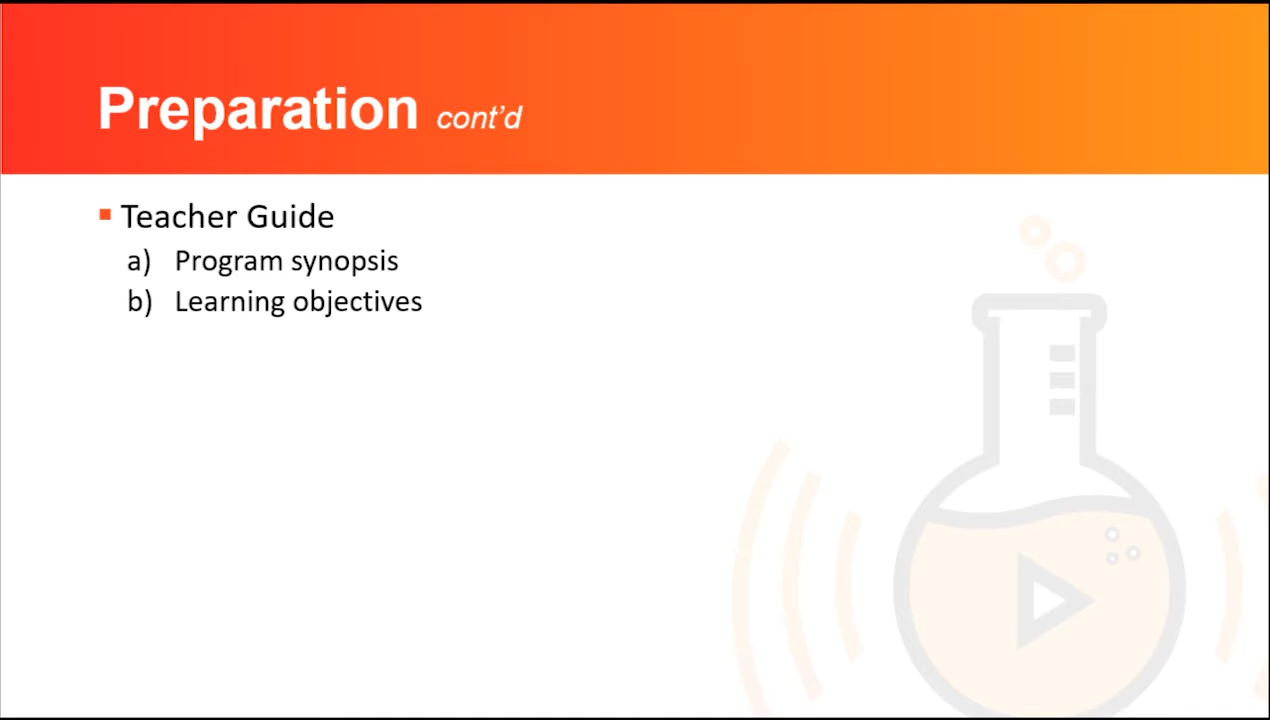 Preparation cont’d
▪ Teacher Guide
a) Program synopsis
b) Learning objectives